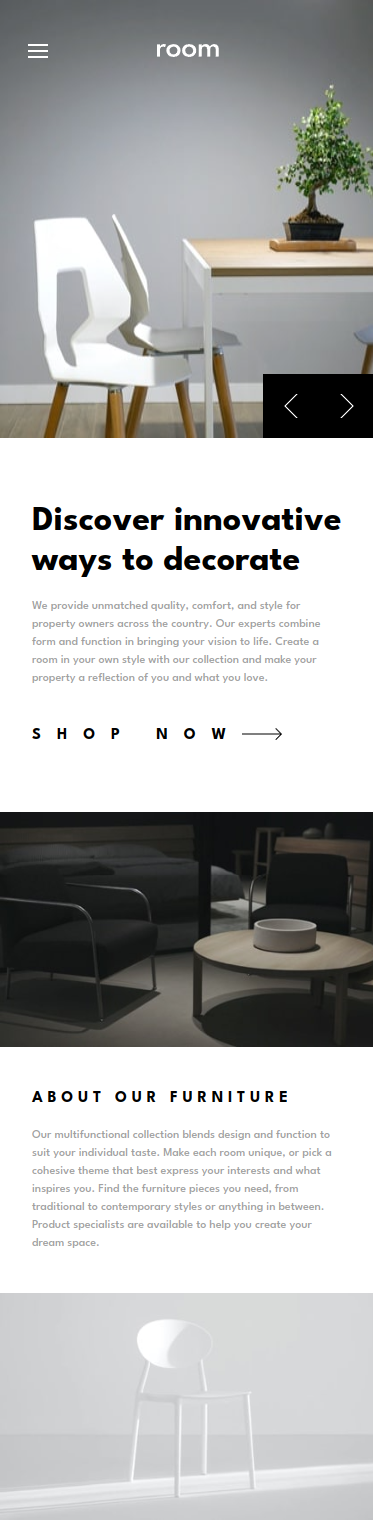 room
Discover innovative
ways to decorate
We provide unmatched quality, comfort, and style for
property owners across the country. Our experts combine
form and function in bringing your vision to life. Create a
room in your own style with our collection and make your
property a reflection of you and what you love.
SHOP NOW
ABOUT OUR FURNITURE
Our multifunctional collection blends design and function to
suit your individual taste. Make each room unique, or pick a
cohesive theme that best express your interests and what
inspires you. Find the furniture pieces you need, from
traditional to contemporary styles or anything in between.
Product specialists are available to help you create your
dream space.